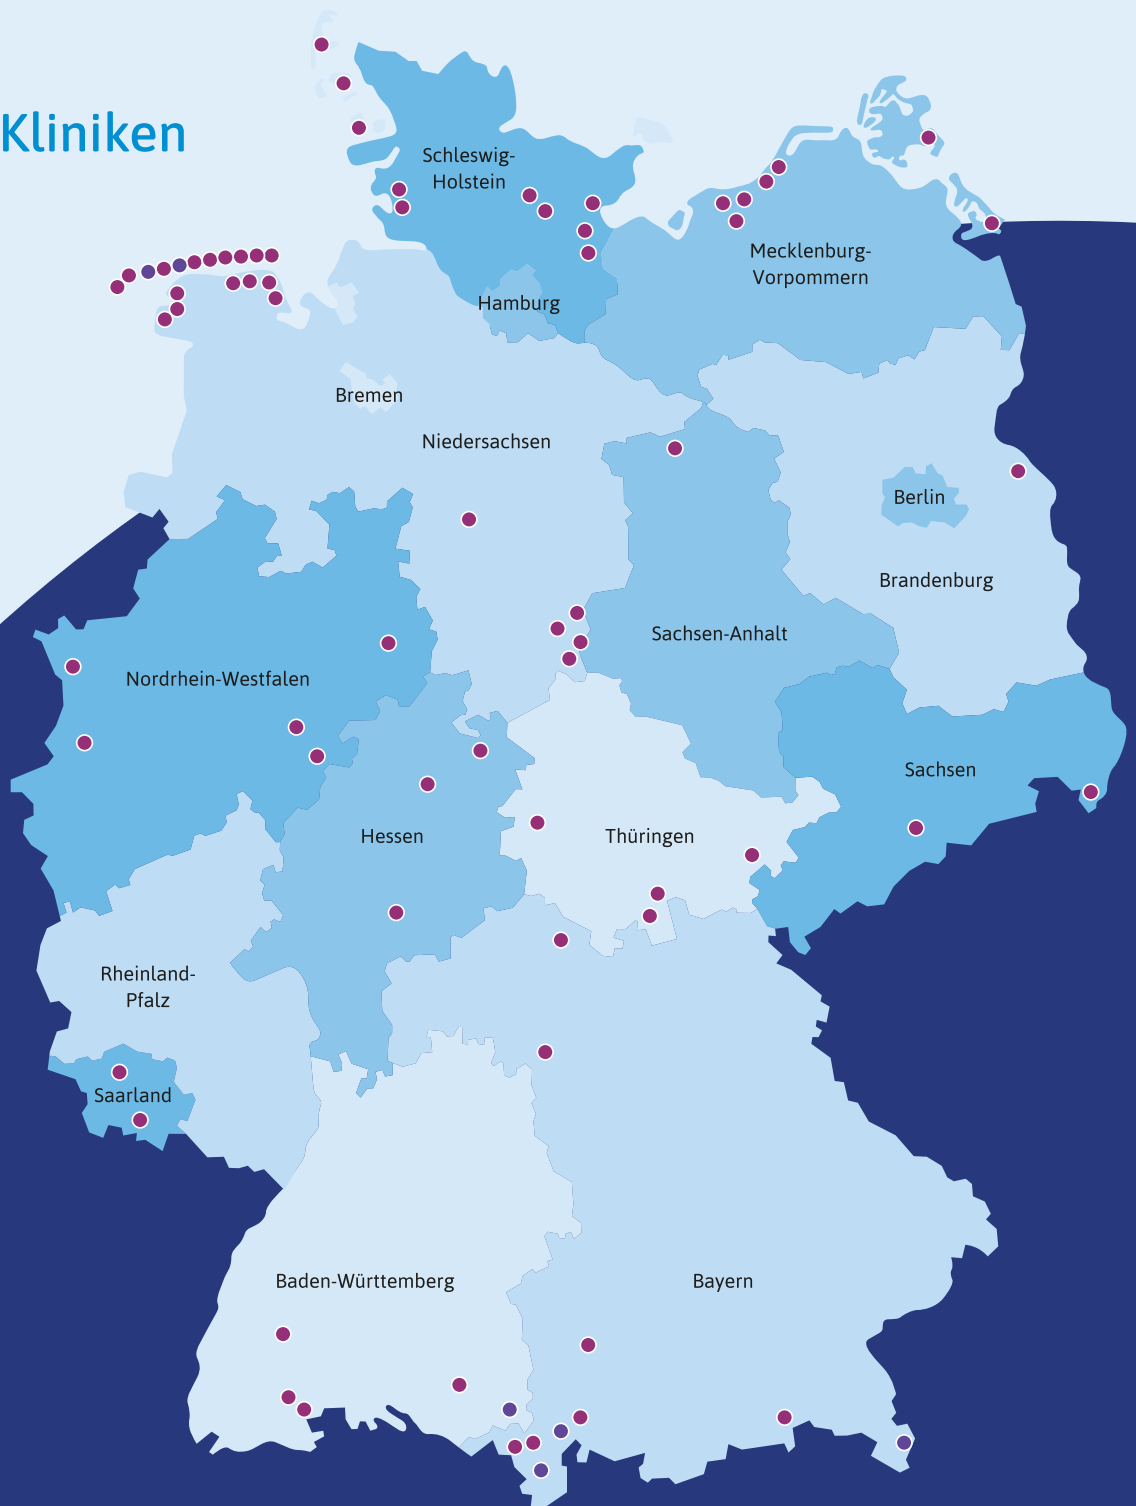 Kliniken
Schleswig-
Holstein
Mecklenburg-
Vorpommern
Hamburg
Bremen
Niedersachsen
Berlin
Brandenburg
Sachsen-Anhalt
Nordrhein-Westfalen
Sachsen
Hessen
Thüringen
Rheinland-
Pfalz
Saarland
Baden-Württemberg
Bayern